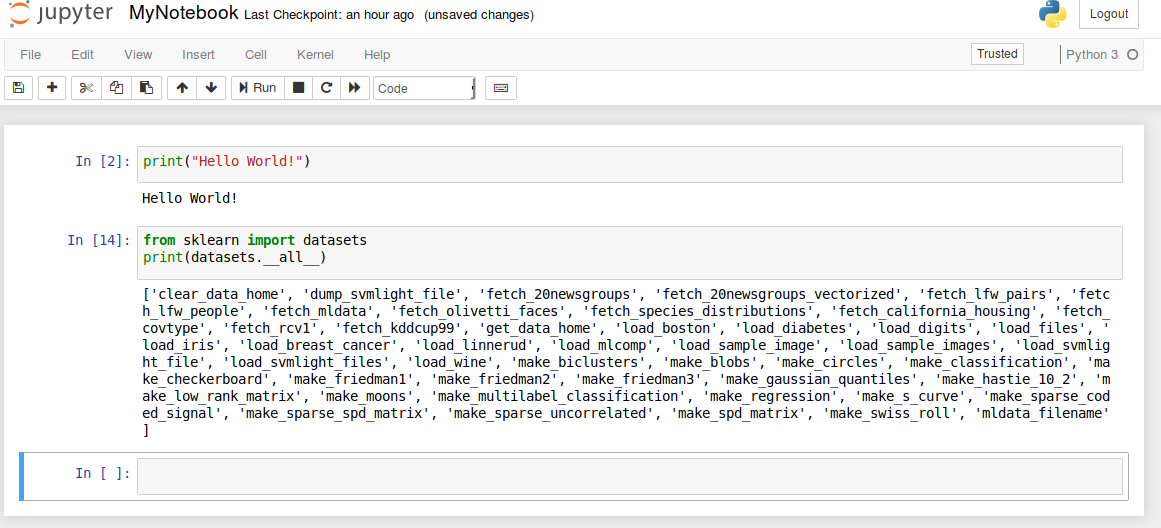 jupyter MyNotebook Last Checkpoint: an hour ago (unsaved changes) Logout
File Edit View Insert Cell Kernel Help Trusted Python 3
Run Code
In [2]: print("Hello World!")
Hello World!
In [14]: from sklearn import datasets
print(datasets.__all__)
['clear_data_home', 'dump_svmlight_file', 'fetch_20newsgroups', 'fetch_20newsgroups_vectorized', 'fetch_lfw_pairs', 'fetc
h_lfw_people', 'fetch_mldata', 'fetch_olivetti_faces', 'fetch_species_distributions', 'fetch_california_housing', 'fetch_
covtype', 'fetch_rcv1', 'fetch_kddcup99', 'get_data_home', 'load_boston', 'load_diabetes', 'load_digits', 'load_files', '
load_iris', 'load_breast_cancer', 'load_linnerud', 'load_mlcomp', 'load_sample_image', 'load_sample_images', 'load_svmlig
ht_file', 'load_svmlight_files', 'load_wine', 'make_biclusters', 'make_blobs', 'make_circles', 'make_classification', 'ma
ke_checkerboard', 'make_friedman1', 'make_friedman2', 'make_friedman3', 'make_gaussian_quantiles', 'make_hastie_10_2', 'm
ake_low_rank_matrix', 'make_moons', 'make_multilabel_classification', 'make_regression', 'make_s_curve', 'make_sparse_cod
ed_signal', 'make_sparse_spd_matrix', 'make_sparse_uncorrelated', 'make_spd_matrix', 'make_swiss_roll', 'mldata_filename'
]
In [ ]: